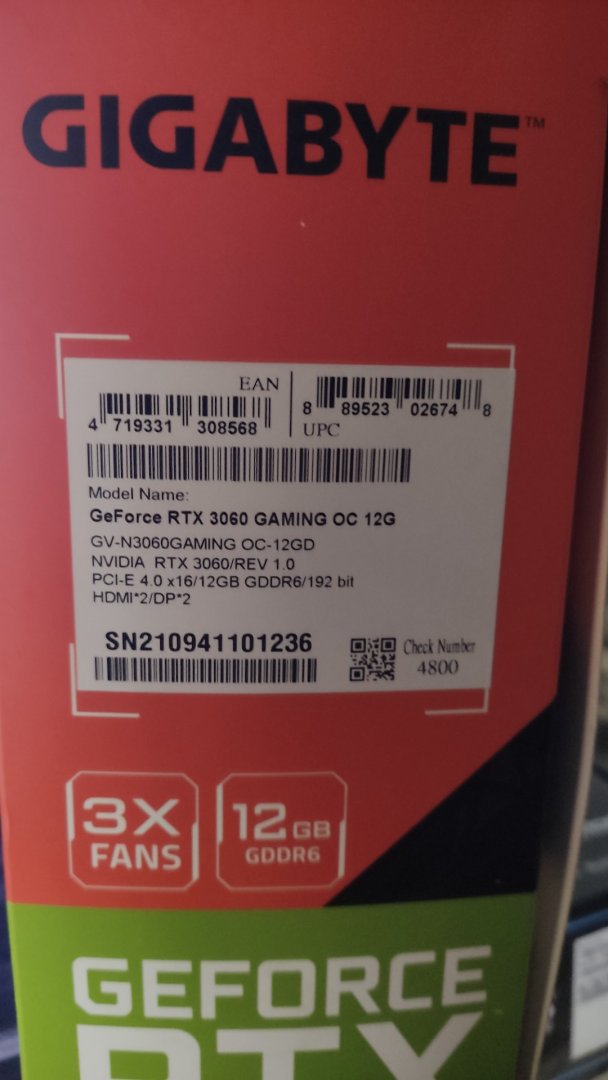 GIGABYTE™
EAN
4 719331 308568
8 89523 02674 8
UPC
Model Name:
GeForce RTX 3060 GAMING OC 12G
GV-N3060GAMING OC-12GD
NVIDIA RTX 3060/REV 1.0
PCI-E 4.0 x16/12GB GDDR6/192 bit
HDMI*2/DP*2
SN210941101236
Check Number
4800
3X
FANS
12GB
GDDR6
GEFORCE
RTX